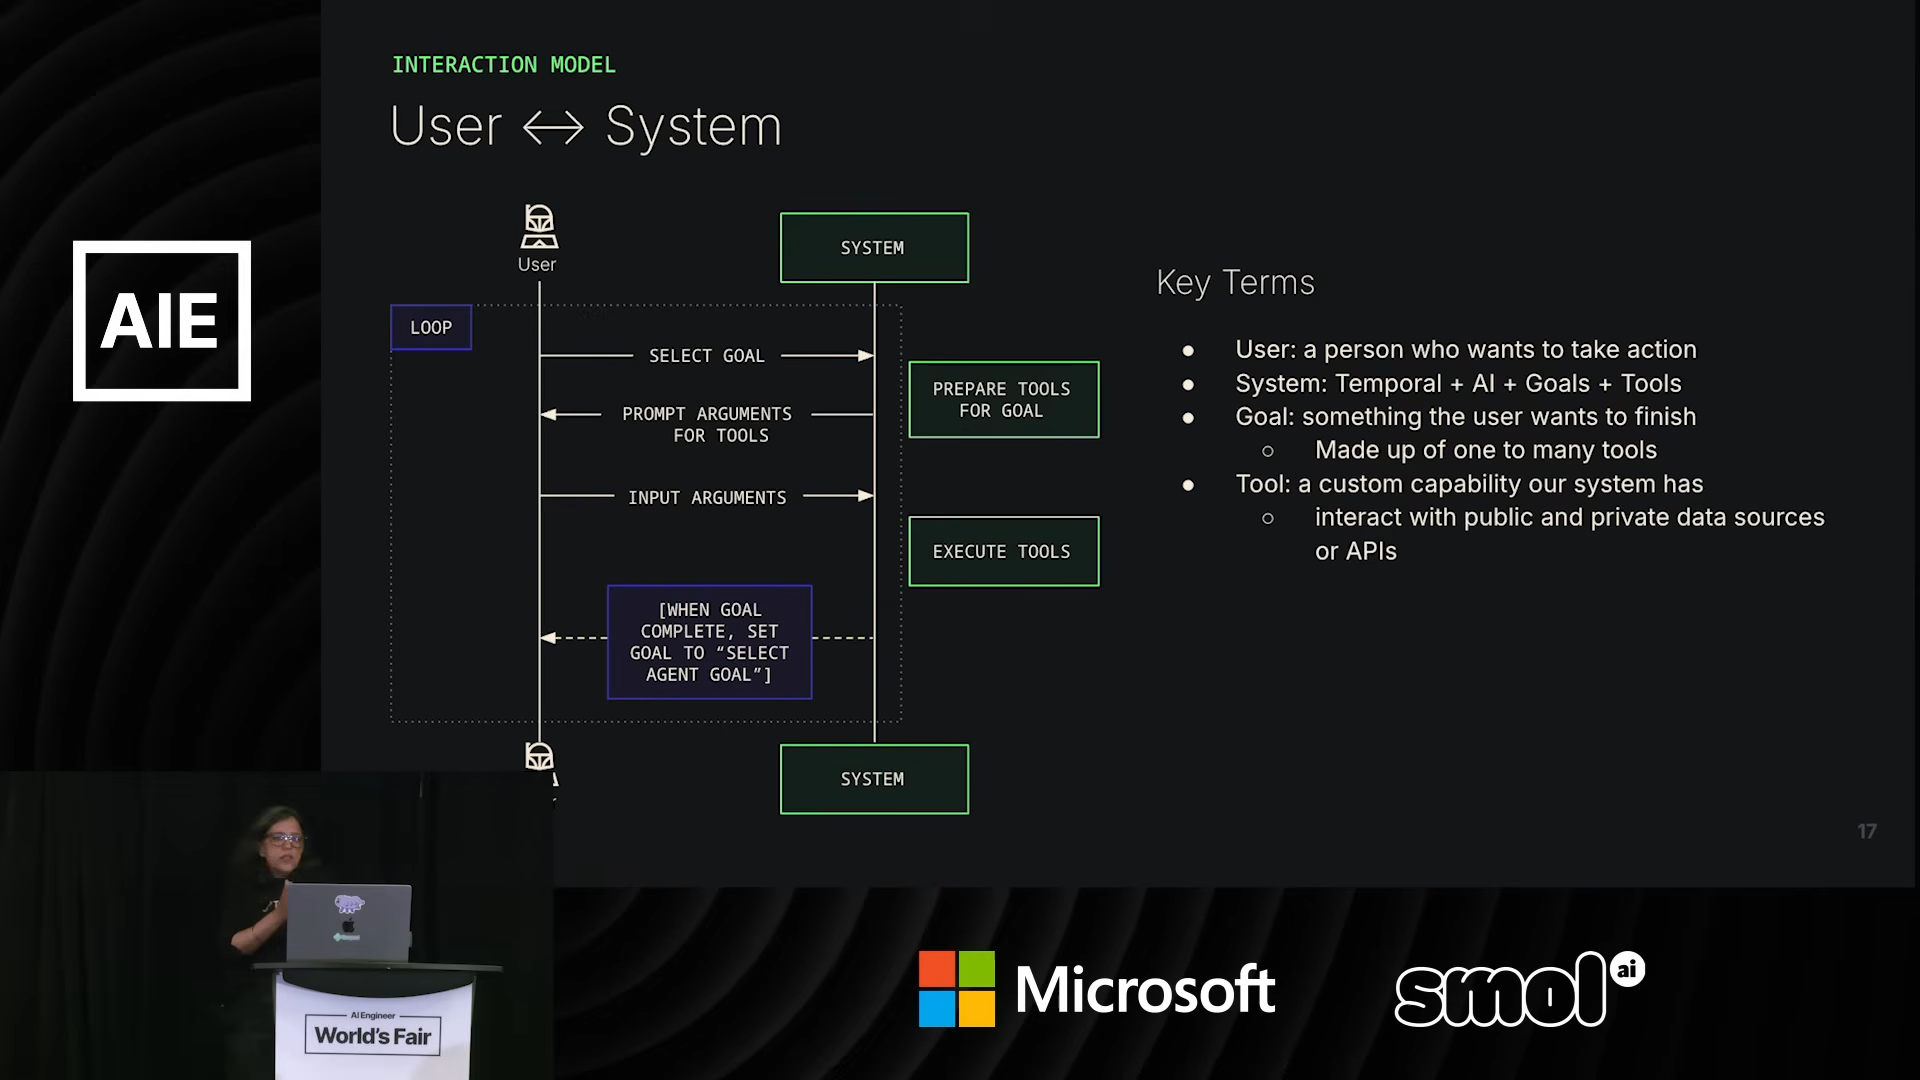 INTERACTION MODEL
User ↔ System
AIE
User
SYSTEM
LOOP
SELECT GOAL
PREPARE TOOLS
FOR GOAL
PROMPT ARGUMENTS
FOR TOOLS
INPUT ARGUMENTS
EXECUTE TOOLS
[WHEN GOAL
COMPLETE, SET
GOAL TO “SELECT
AGENT GOAL”]
SYSTEM
Key Terms
● User: a person who wants to take action
● System: Temporal + AI + Goals + Tools
● Goal: something the user wants to finish
○ Made up of one to many tools
● Tool: a custom capability our system has
○ interact with public and private data sources
or APIs
17
AI Engineer
World's Fair
Microsoft
smol ai